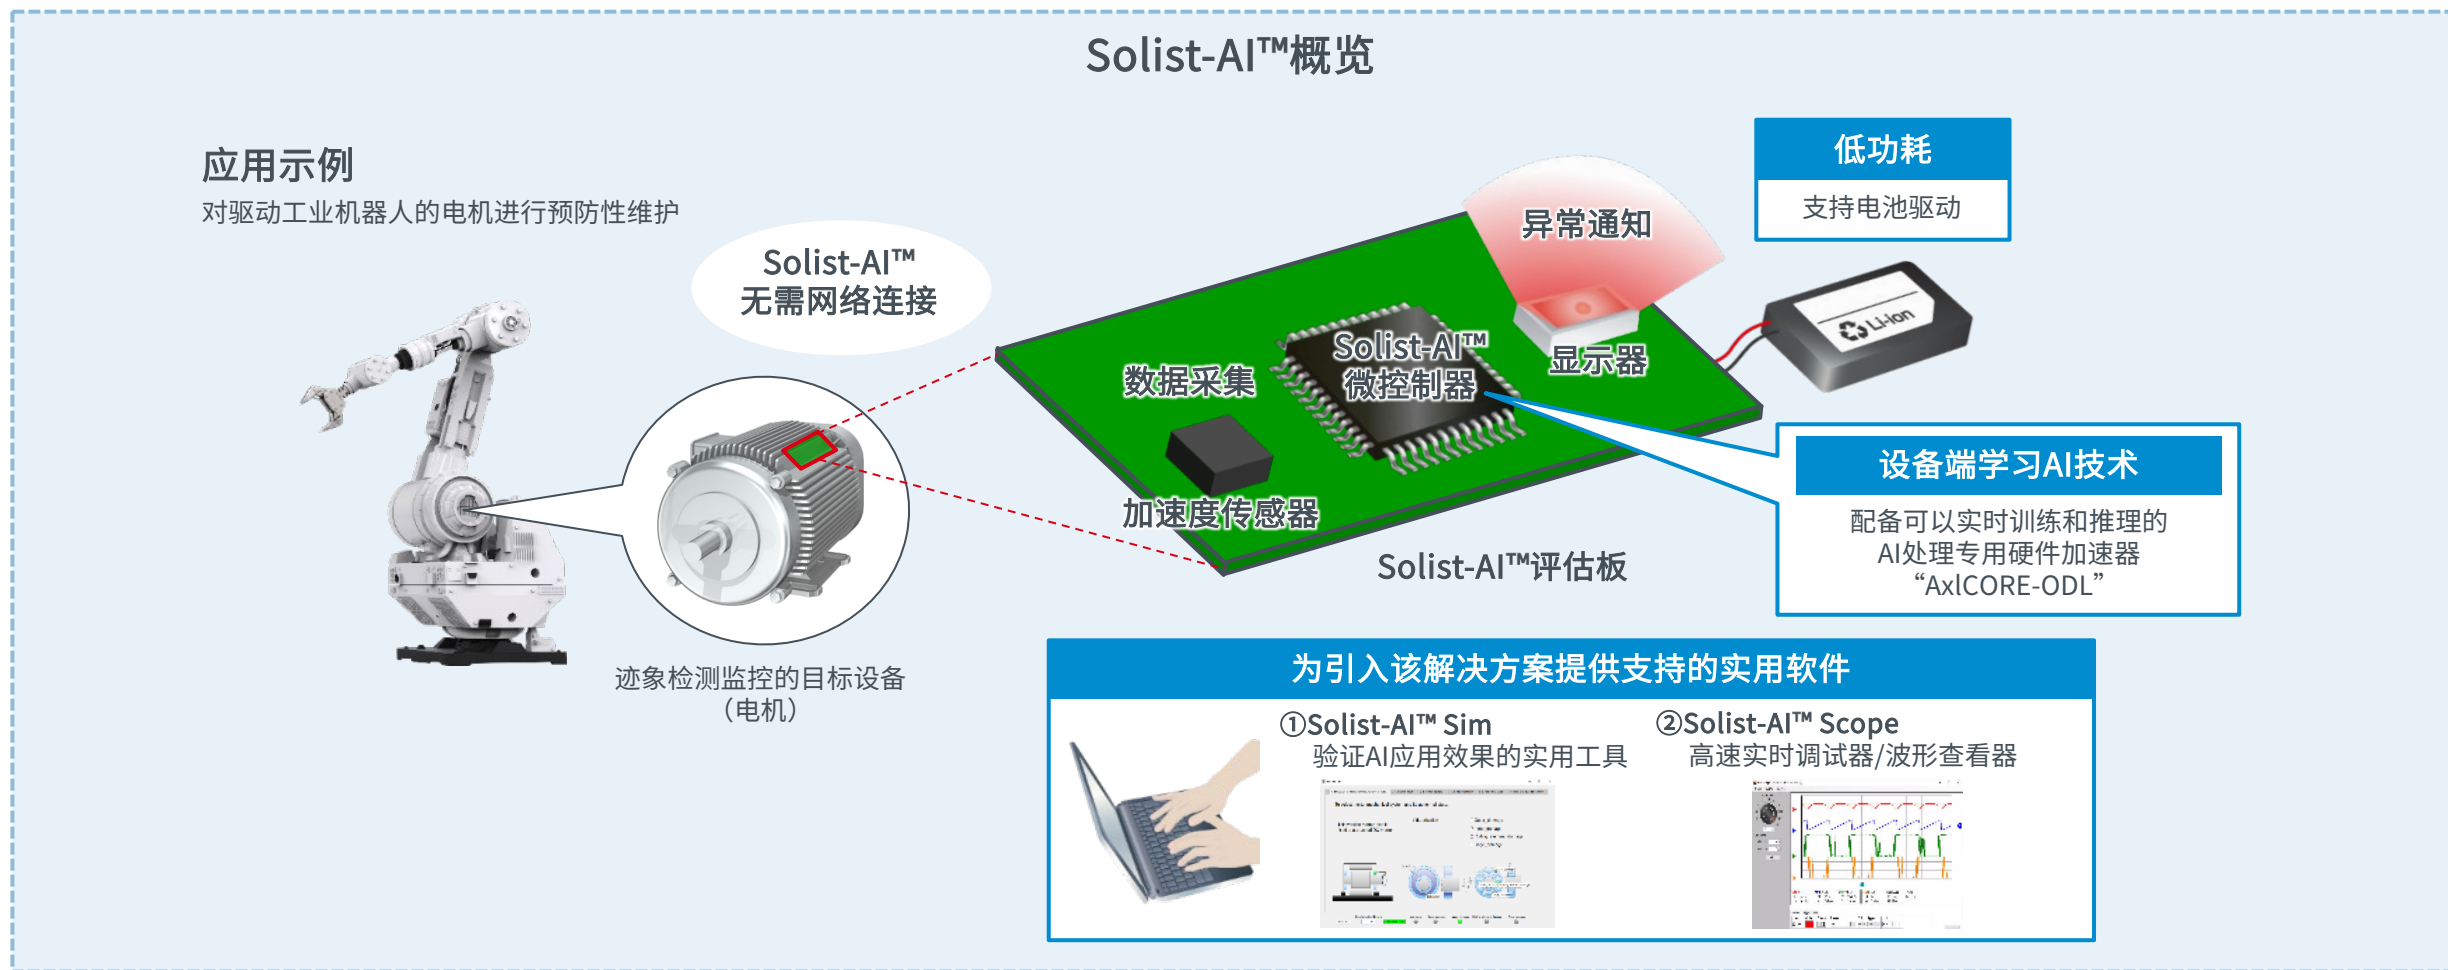 Solist-AI™概览
应用示例
对驱动工业机器人的电机进行预防性维护
Solist-AI™
无需网络连接
迹象检测监控的目标设备
（电机）
异常通知
显示器
Solist-AI™
微控制器
数据采集
加速度传感器
Solist-AI™评估板
低功耗
支持电池驱动
Li-ion
设备端学习AI技术
配备可以实时训练和推理的
AI处理专用硬件加速器
“AxlCORE-ODL”
为引入该解决方案提供支持的实用软件
①Solist-AI™ Sim
验证AI应用效果的实用工具
②Solist-AI™ Scope
高速实时调试器/波形查看器